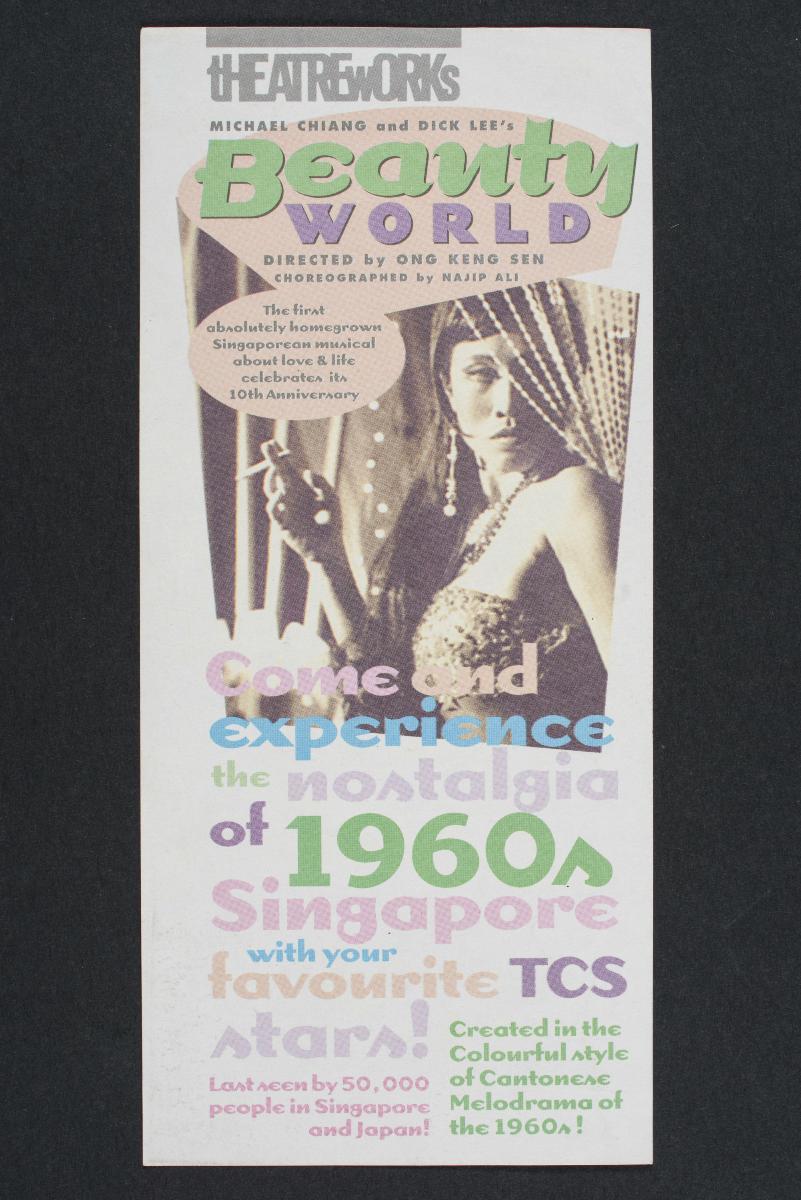 tHEATREwORKs
MICHAEL CHIANG and DICK LEE's
Beauty
WORLD
DIRECTED by ONG KENG SEN
CHOREOGRAPHED by NAJIP ALI
The first
absolutely homegrown
Singaporean musical
about love & life
celebrates its
10th Anniversary
Come and
experience
the nostalgia
of 1960s
Singapore
with your
favourite TCS
stars!
Last seen by 50,000
people in Singapore
and Japan!
Created in the
Colourful style
of Cantonese
Melodrama of
the 1960s!